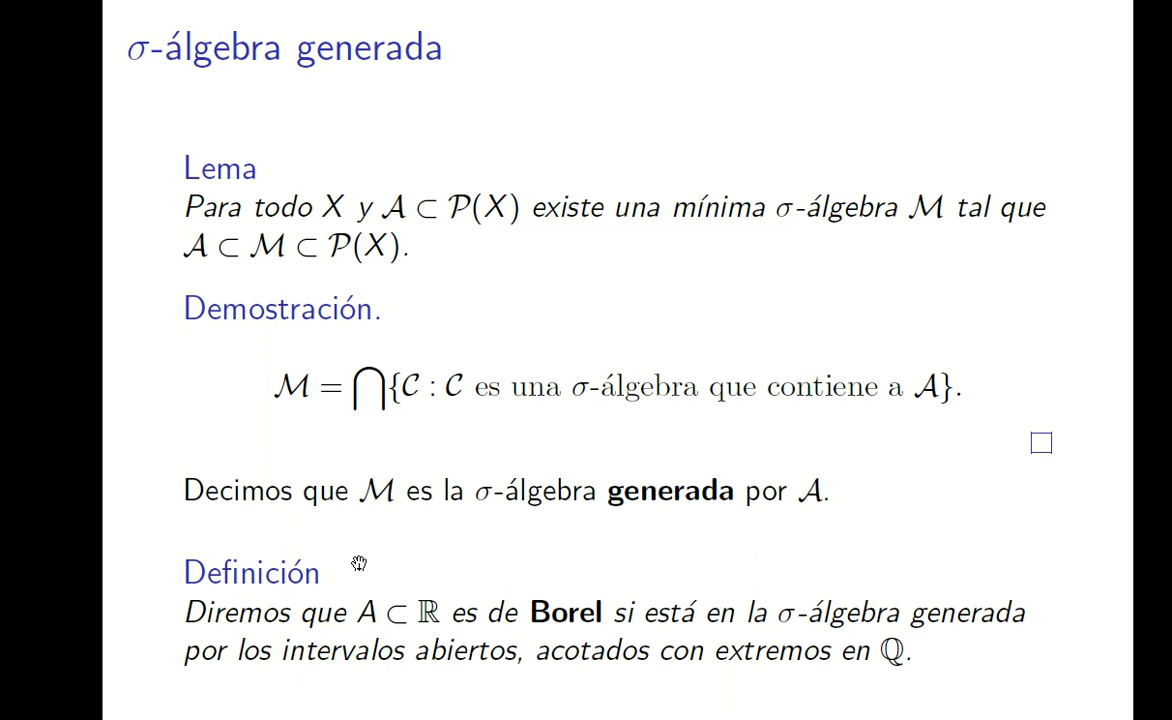 σ-álgebra generada
Lema
Para todo X y 𝒜 ⊂ 𝒫(X) existe una mínima σ-álgebra ℳ tal que
𝒜 ⊂ ℳ ⊂ 𝒫(X).
Demostración.
ℳ = ⋂{𝒞 : 𝒞 es una σ-álgebra que contiene a 𝒜}.
□
Decimos que ℳ es la σ-álgebra generada por 𝒜.
Definición
Diremos que A ⊂ ℝ es de Borel si está en la σ-álgebra generada
por los intervalos abiertos, acotados con extremos en ℚ.